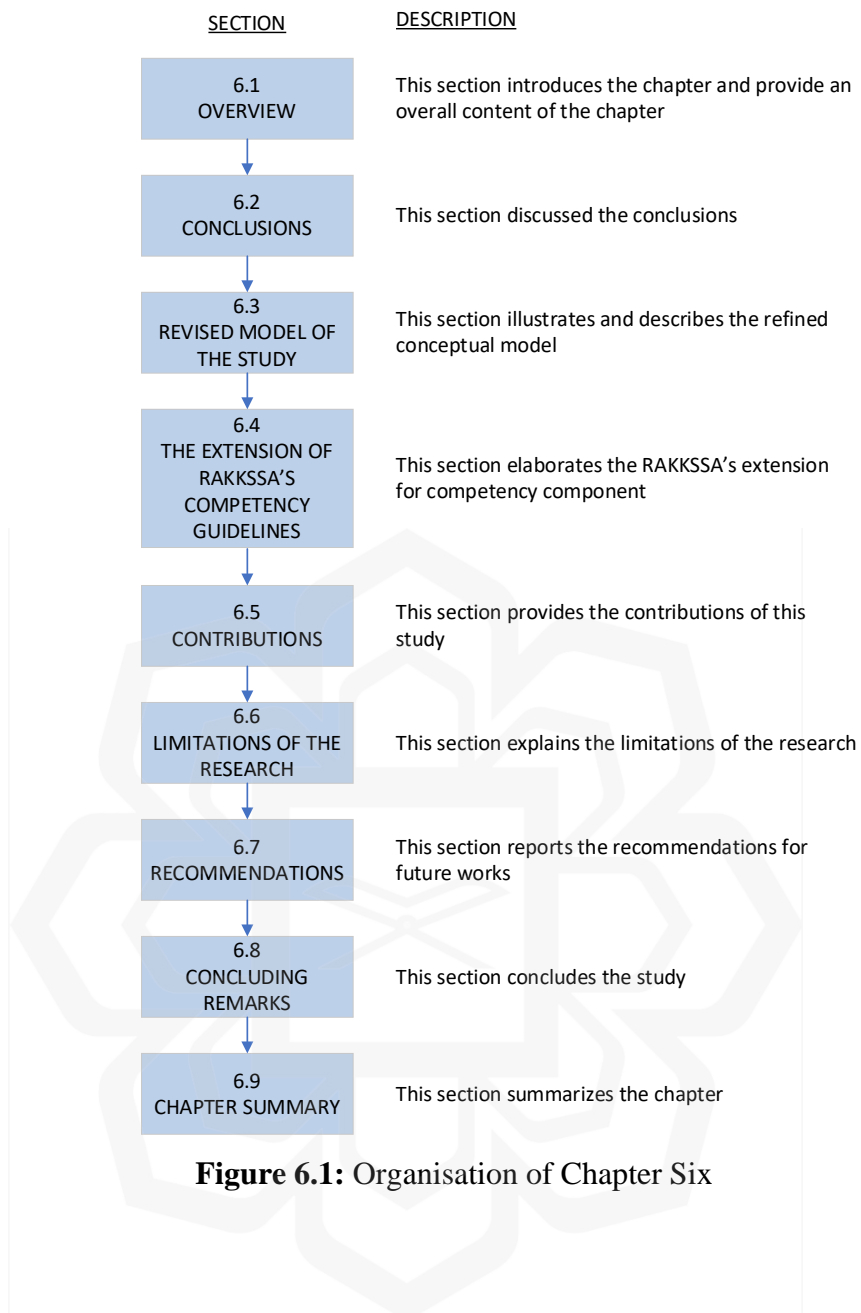 SECTION DESCRIPTION
6.1
OVERVIEW
This section introduces the chapter and provide an
overall content of the chapter
6.2
CONCLUSIONS
This section discussed the conclusions
6.3
REVISED MODEL OF
THE STUDY
This section illustrates and describes the refined
conceptual model
6.4
THE EXTENSION OF
RAKKSSA’S
COMPETENCY
GUIDELINES
This section elaborates the RAKKSSA’s extension
for competency component
6.5
CONTRIBUTIONS
This section provides the contributions of this
study
6.6
LIMITATIONS OF THE
RESEARCH
This section explains the limitations of the research
6.7
RECOMMENDATIONS
This section reports the recommendations for
future works
6.8
CONCLUDING
REMARKS
This section concludes the study
6.9
CHAPTER SUMMARY
This section summarizes the chapter
Figure 6.1: Organisation of Chapter Six